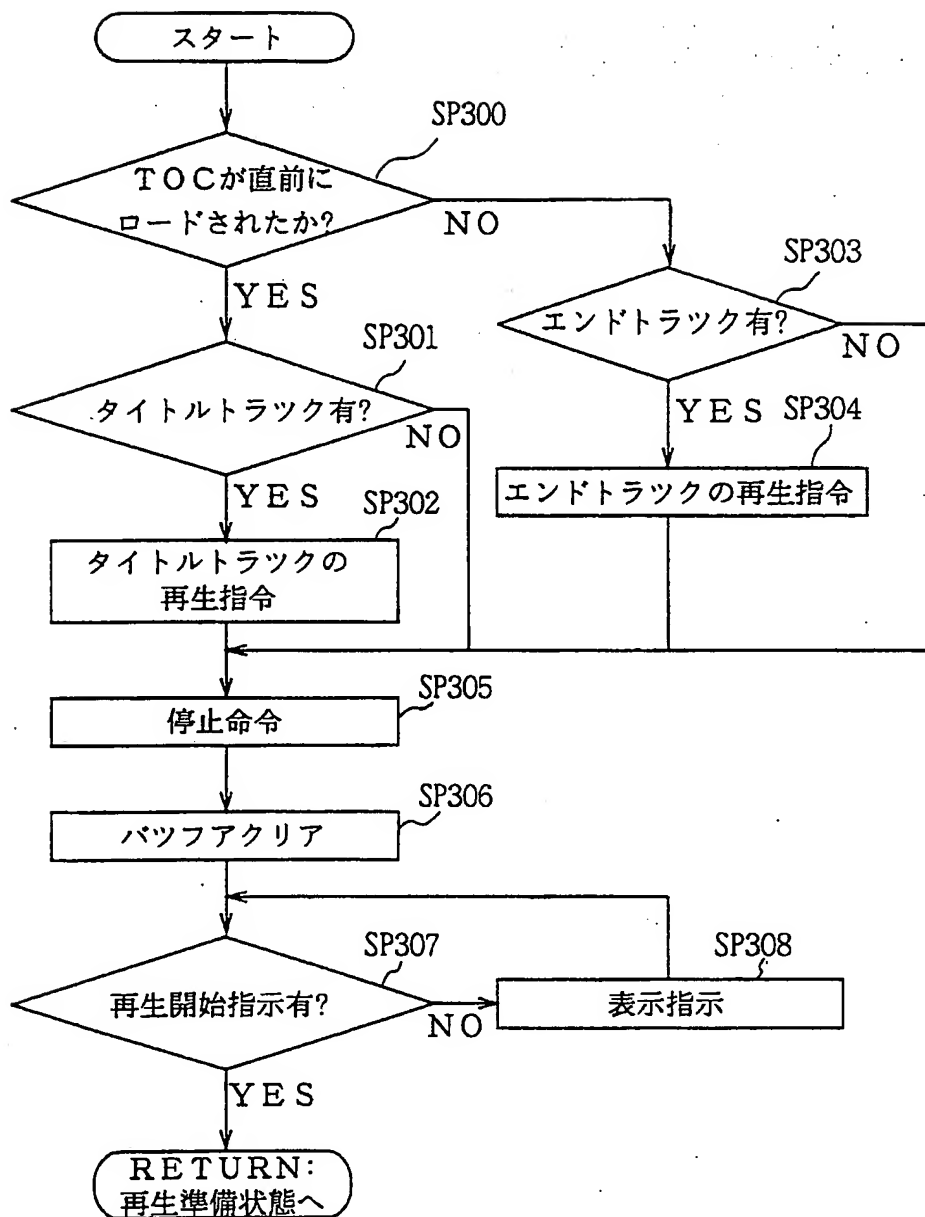 スタート
SP300
TOCが直前に
ロードされたか?
NO
YES
SP303
エンドトラック有?
NO
SP301
タイトルトラック有?
NO
YES
SP304
エンドトラックの再生指令
YES
SP302
タイトルトラツクの
再生指令
SP305
停止命令
SP306
バツフアクリア
SP307
再生開始指示有?
NO
SP308
表示指示
YES
RETURN:
再生準備状態へ